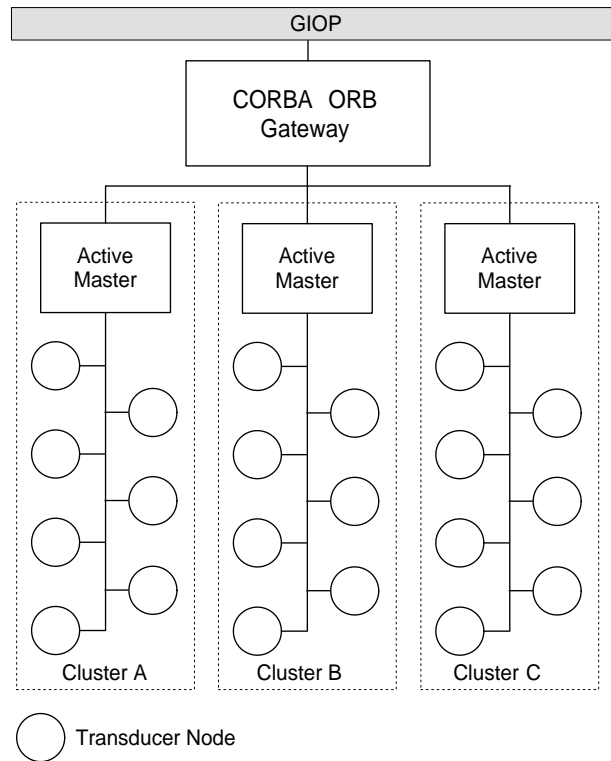 GIOP
CORBA ORB
Gateway
Active
Master
Active
Master
Active
Master
Cluster A
Cluster B
Cluster C
Transducer Node